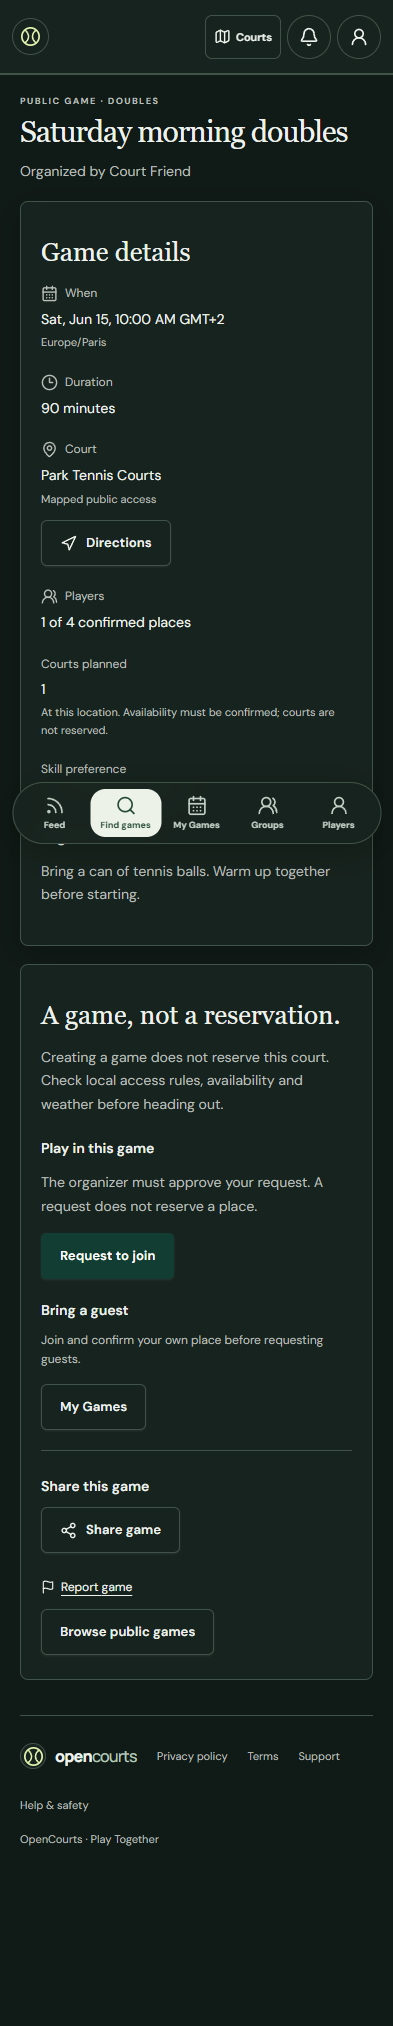 Courts
PUBLIC GAME · DOUBLES
Saturday morning doubles
Organized by Court Friend
Game details
When
Sat, Jun 15, 10:00 AM GMT+2
Europe/Paris
Duration
90 minutes
Court
Park Tennis Courts
Mapped public access
Directions
Players
1 of 4 confirmed places
Courts planned
1
At this location. Availability must be confirmed; courts are
not reserved.
Skill preference
Feed
Find games
My Games
Groups
Players
Bring a can of tennis balls. Warm up together
before starting.
A game, not a reservation.
Creating a game does not reserve this court.
Check local access rules, availability and
weather before heading out.
Play in this game
The organizer must approve your request. A
request does not reserve a place.
Request to join
Bring a guest
Join and confirm your own place before requesting
guests.
My Games
Share this game
Share game
Report game
Browse public games
opencourts Privacy policy Terms Support
Help & safety
OpenCourts · Play Together